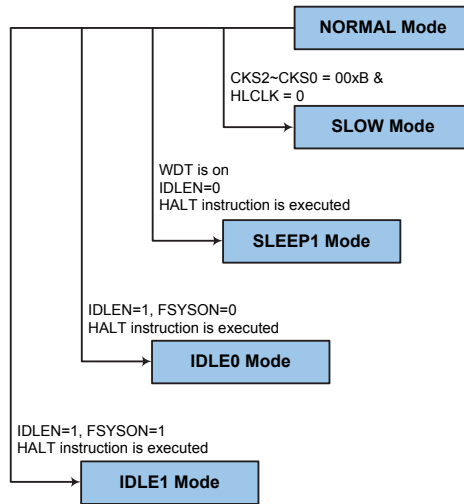 NORMAL Mode
CKS2~CKS0 = 00xB &
HLCLK = 0
SLOW Mode
WDT is on
IDLEN=0
HALT instruction is executed
SLEEP1 Mode
IDLEN=1, FSYSON=0
HALT instruction is executed
IDLE0 Mode
IDLEN=1, FSYSON=1
HALT instruction is executed
IDLE1 Mode